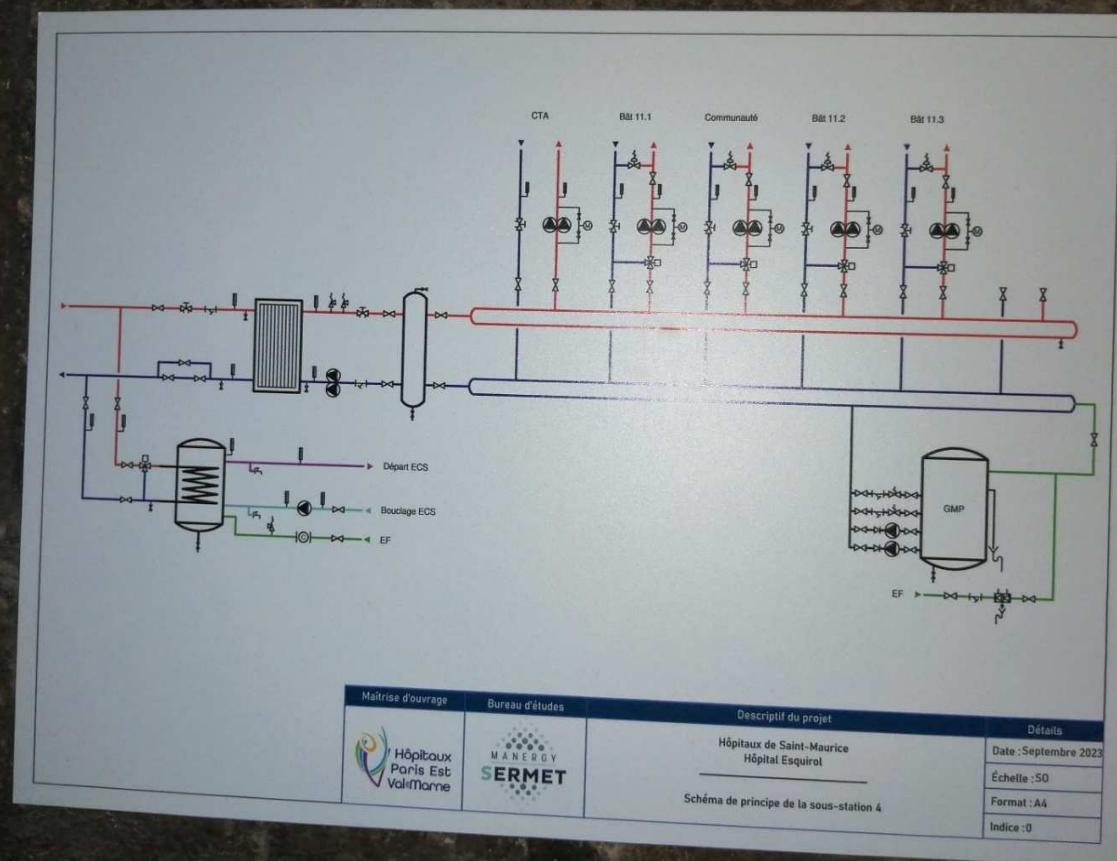 CTA
Bât 11.1
Communauté
Bât 11.2
Bât 11.3
M
M
M
M
Départ ECS
Bouclage ECS
C
EF
GMP
EF
Maîtrise d'ouvrage
Bureau d'études
Descriptif du projet
Détails
Hôpitaux
Paris Est
Val-de-Marne
MANERGY
SERMET
Hôpitaux de Saint-Maurice
Hôpital Esquirol
Schéma de principe de la sous-station 4
Date : Septembre 2023
Échelle : SO
Format : A4
Indice : 0